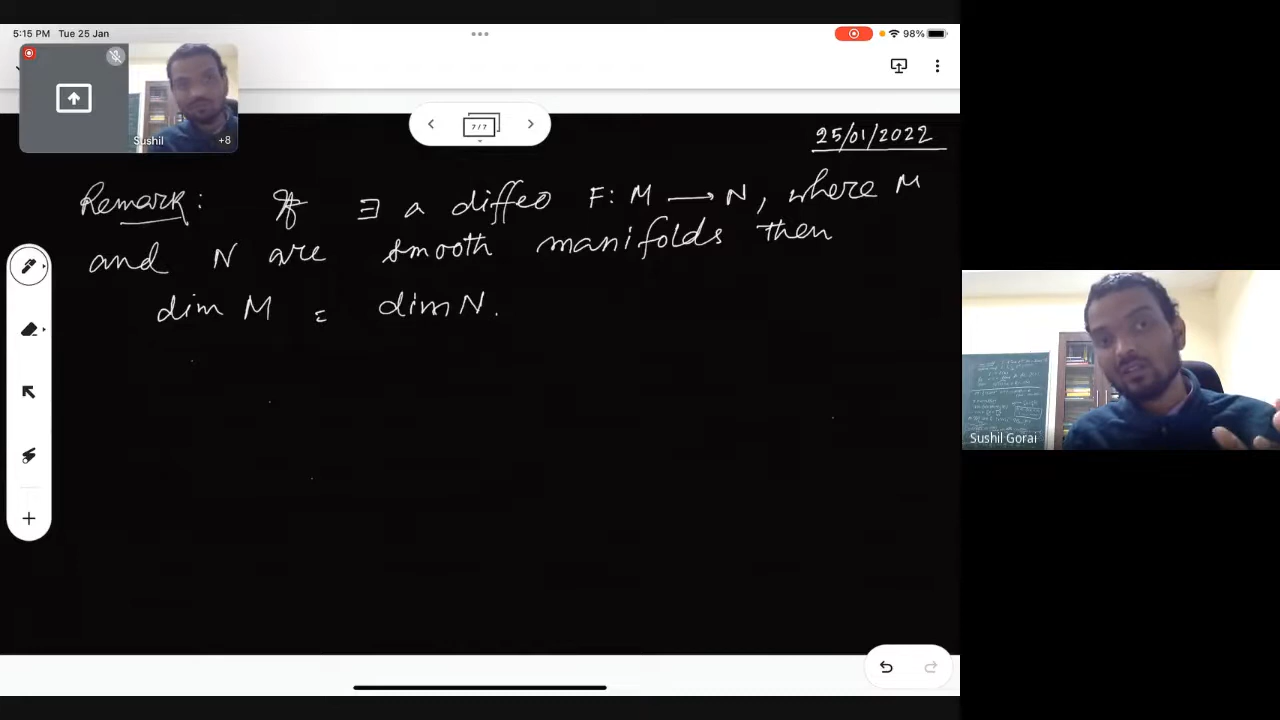 5:15 PM Tue 25 Jan
98%
Sushil
+8
7/7
25/01/2022
Remark: If ∃ a diffeo F: M → N, where M
and N are smooth manifolds then
dim M = dim N.
Sushil Gorai